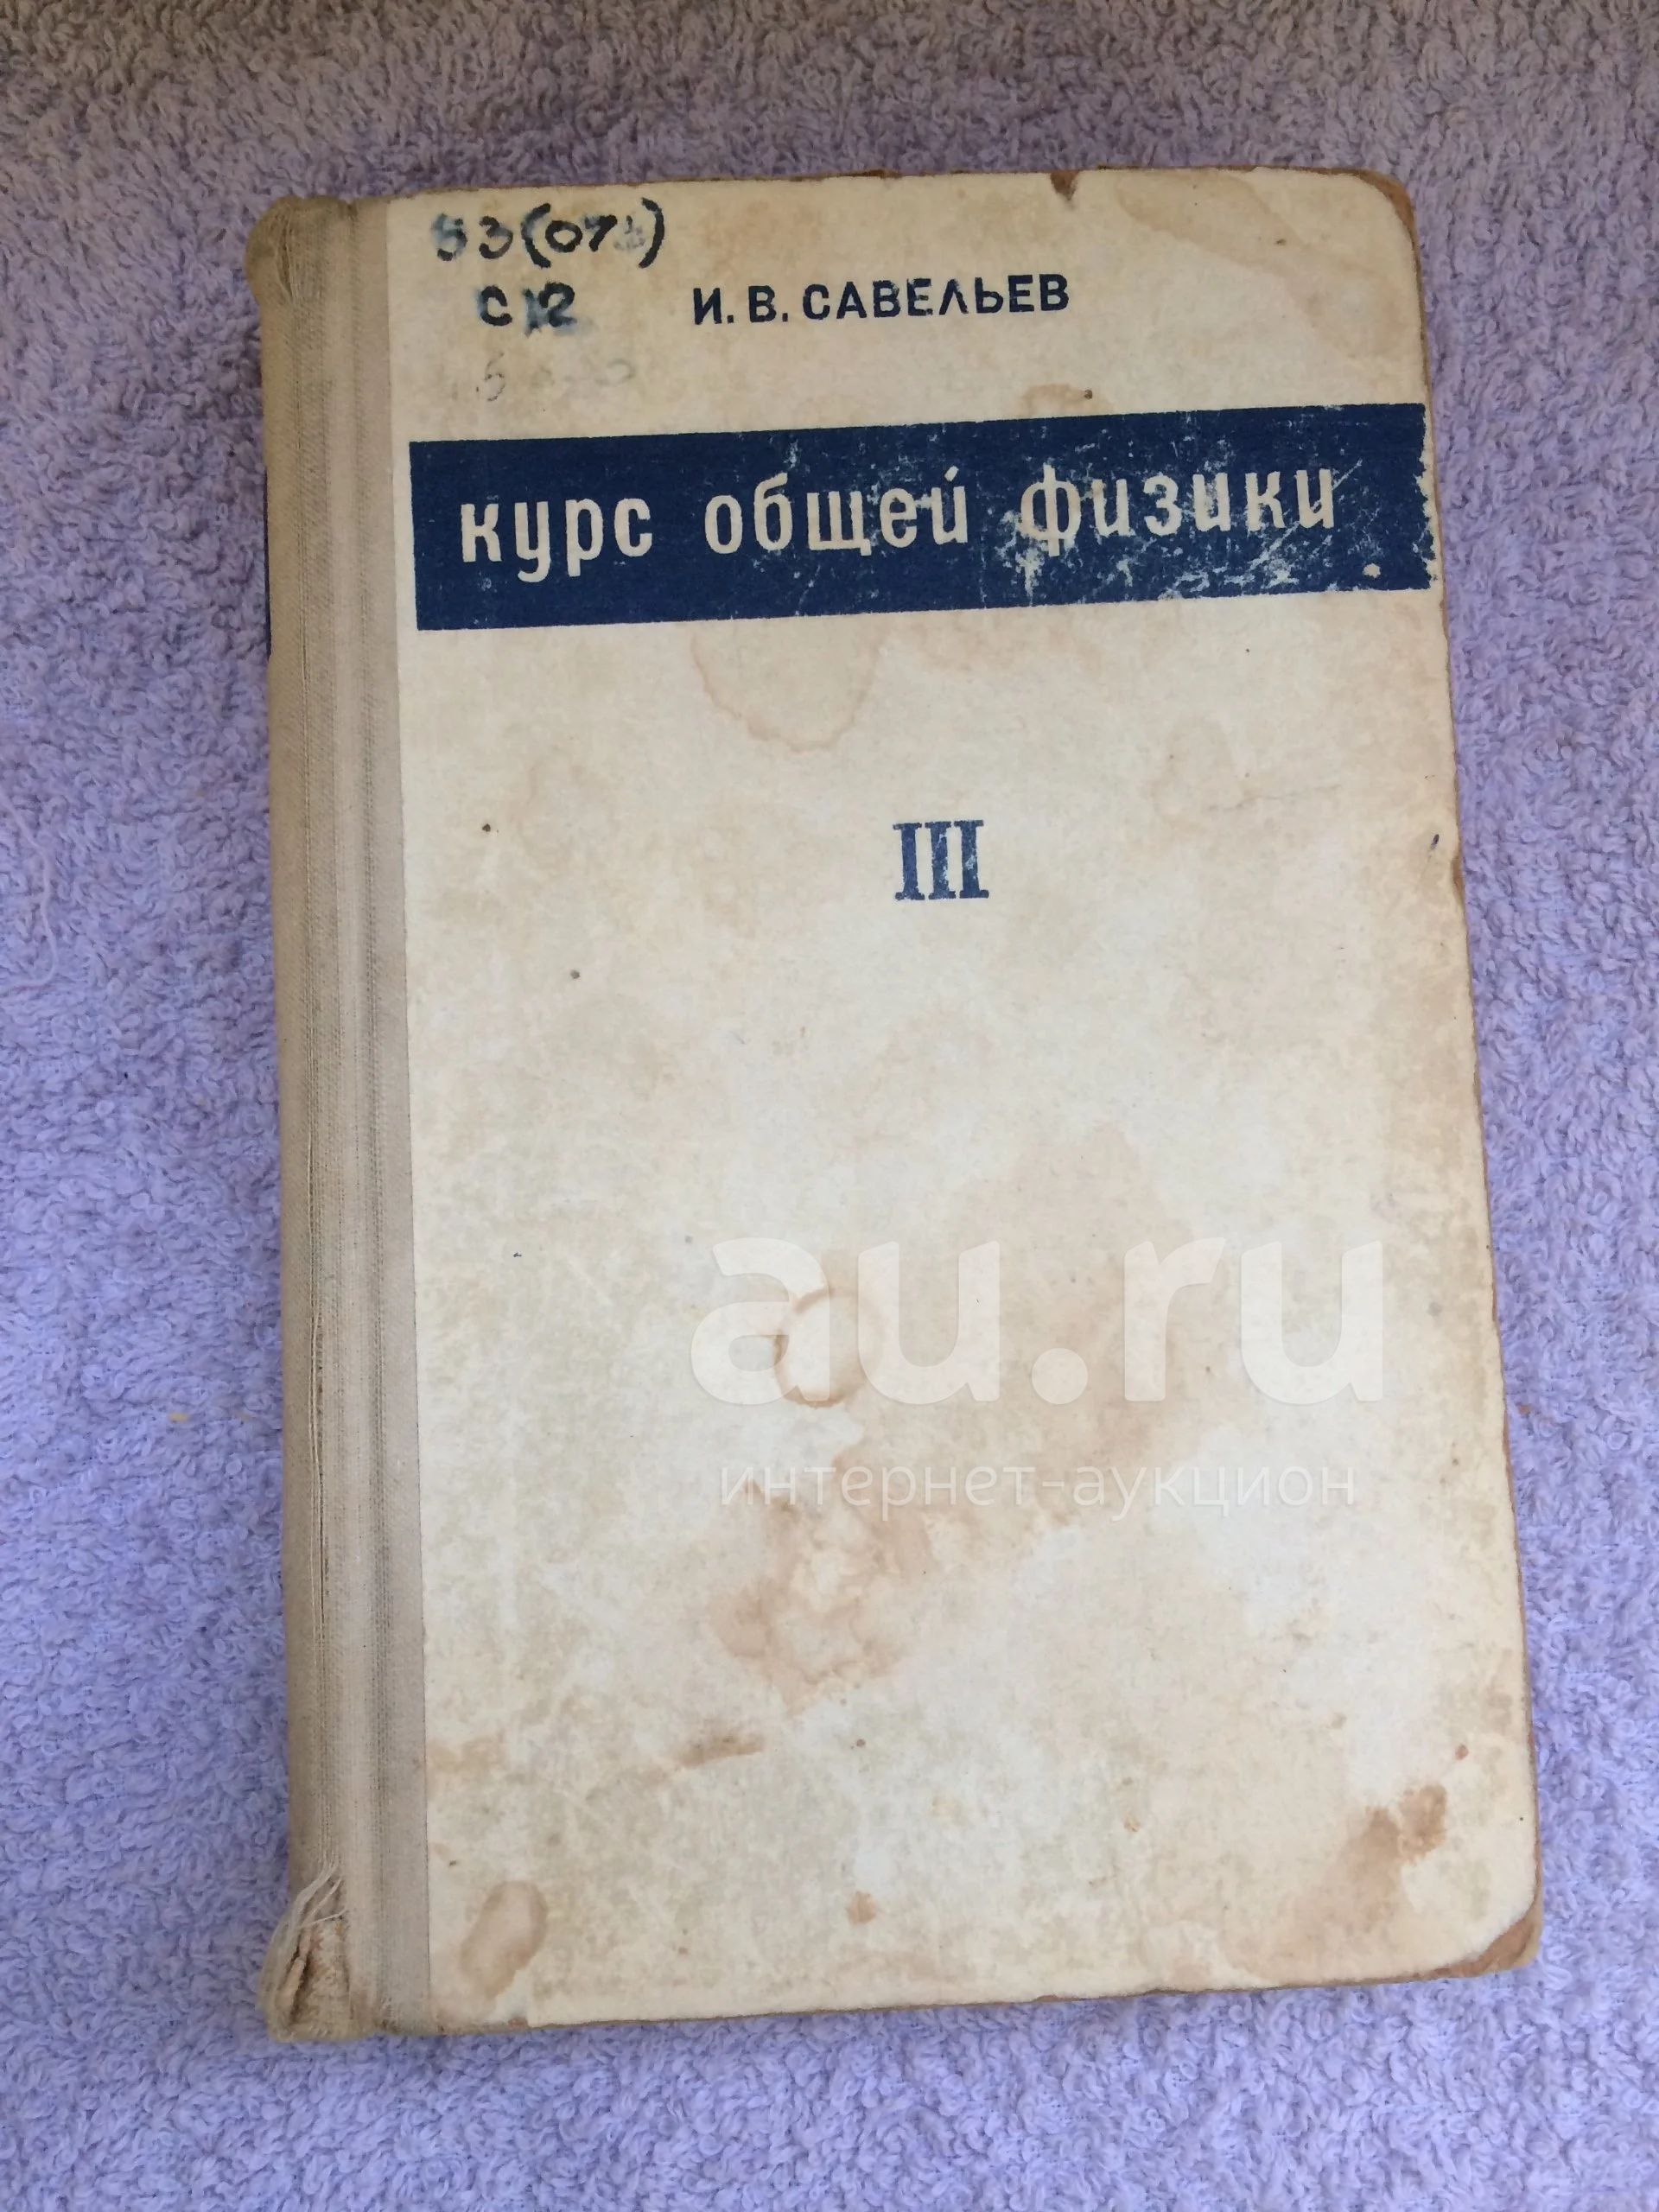 53(07)
С12
И. В. САВЕЛЬЕВ
курс общей физики
III
au.ru
интернет-аукцион